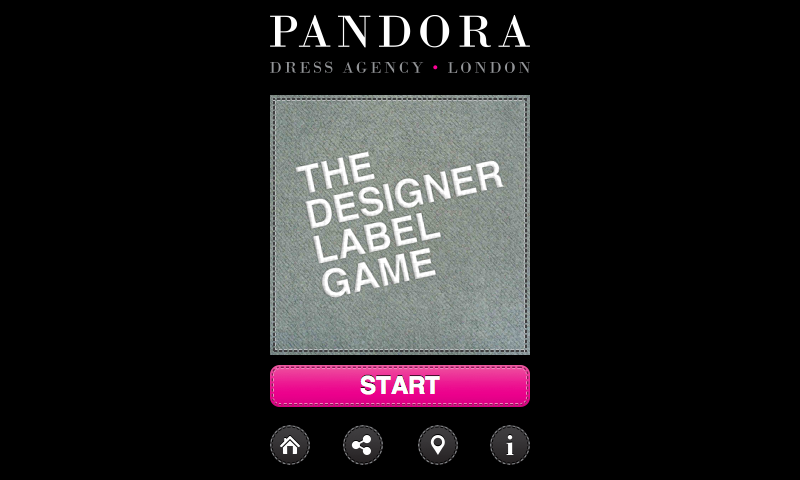 PANDORA
DRESS AGENCY • LONDON
THE
DESIGNER
LABEL
GAME
START
i